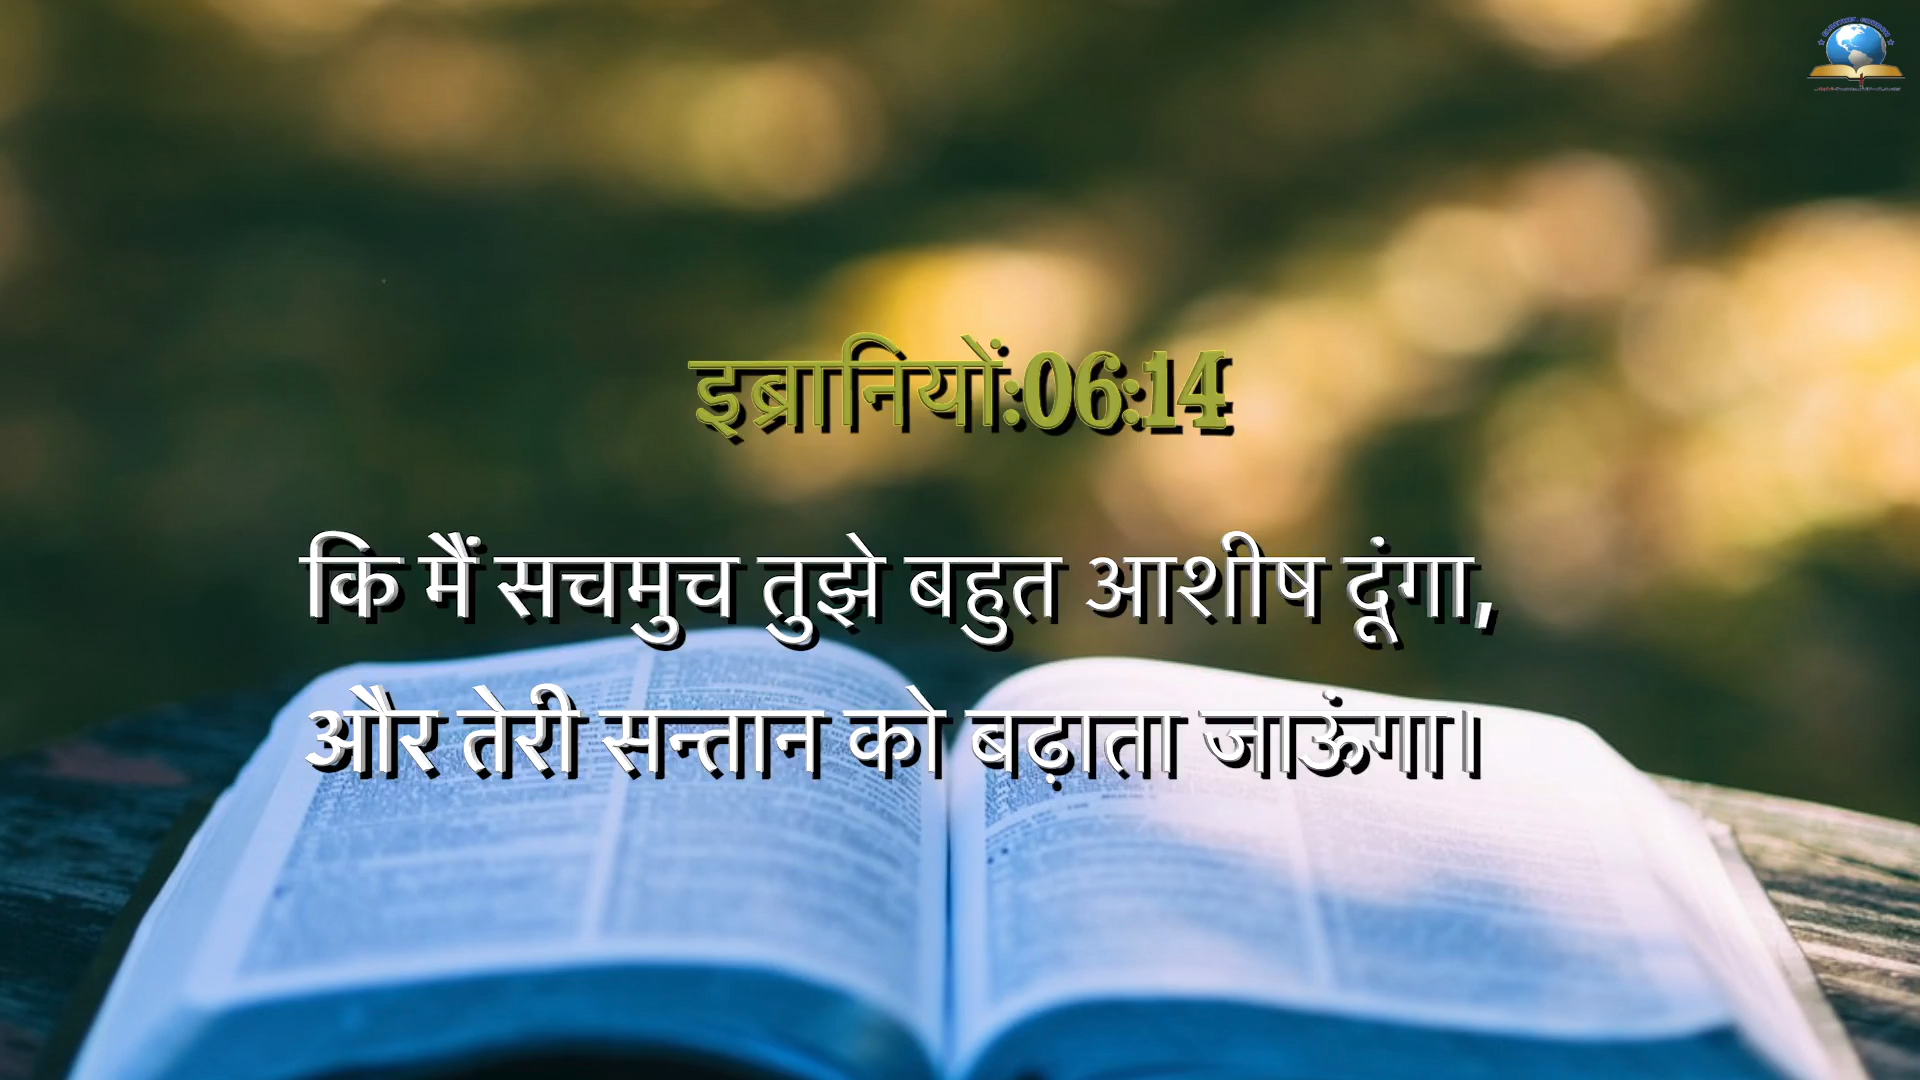 इब्रानियों:06:14
कि मैं सचमुच तुझे बहुत आशीष दूंगा,
और तेरी सन्तान को बढ़ाता जाऊंगा।